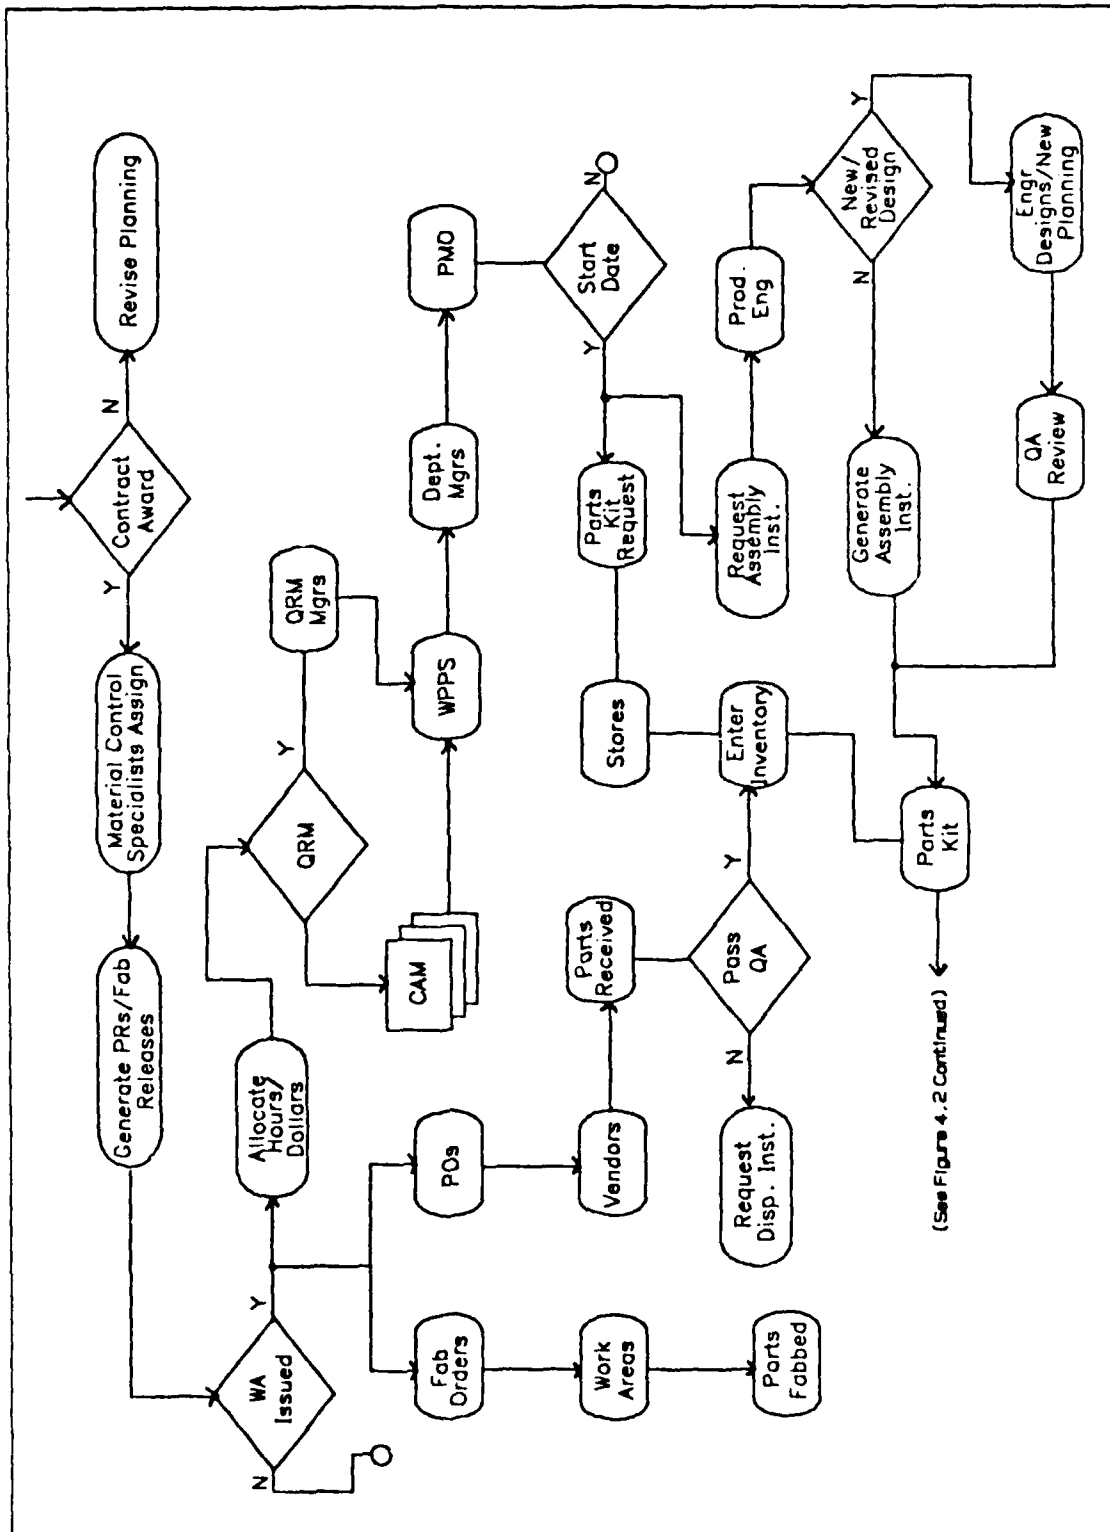 Contract
Award
N
Y
Revise Planning
Material Control
Specialists Assign
Generate PRs/Fab
Releases
WA
Issued
N
Y
Allocate
Hours/
Dollars
QRM
Y
QRM
Mgrs
CAM
WPPS
Dept.
Mgrs
PMO
Start
Date
N
Y
Fab
Orders
POs
Work
Areas
Vendors
Parts
Fabbed
Parts
Received
Pass
QA
N
Y
Request
Disp. Inst.
Enter
Inventory
Stores
Parts
Kit
Request
Request
Assembly
Inst.
Prod.
Eng
New/
Revised
Design
N
Y
Generate
Assembly
Inst.
Engr
Designs/New
Planning
QA
Review
Parts
Kit
(See Figure 4.2 Continued)